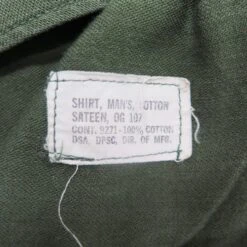 SHIRT, MAN'S, COTTON
SATEEN, OG 107
CONT. 9271-100% COTTON
DSA, DPSC, DIR. OF MFG.